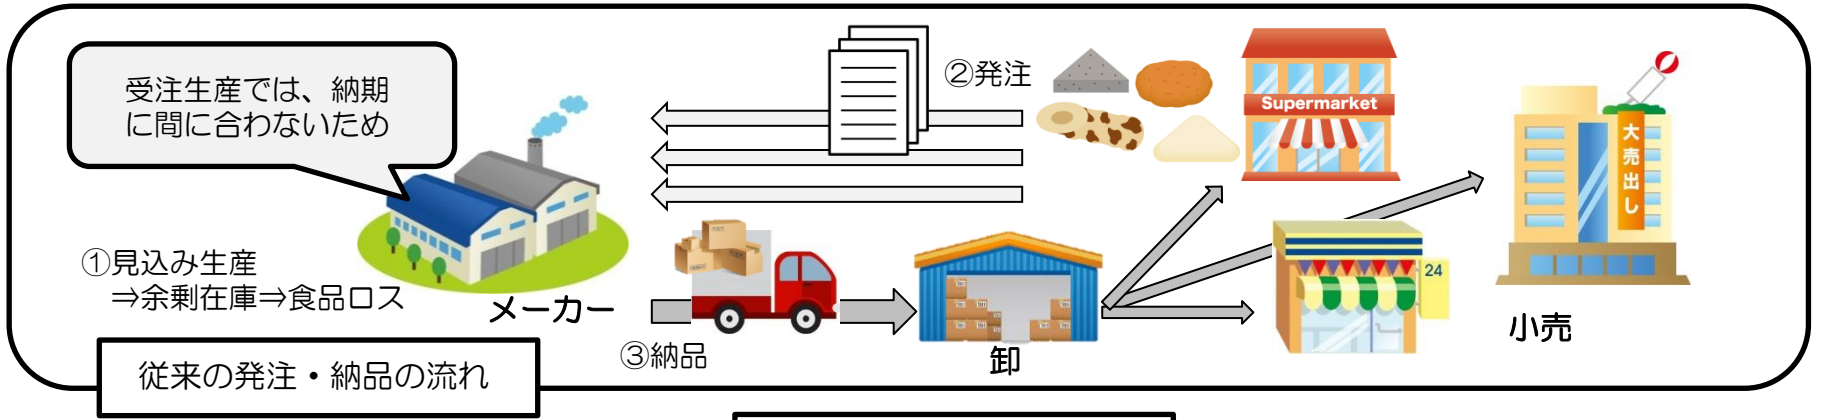 受注生産では、納期
に間に合わないため
②発注
Supermarket
大売出し
24
①見込み生産
⇒余剰在庫⇒食品ロス
メーカー
③納品
卸
小売
従来の発注・納品の流れ